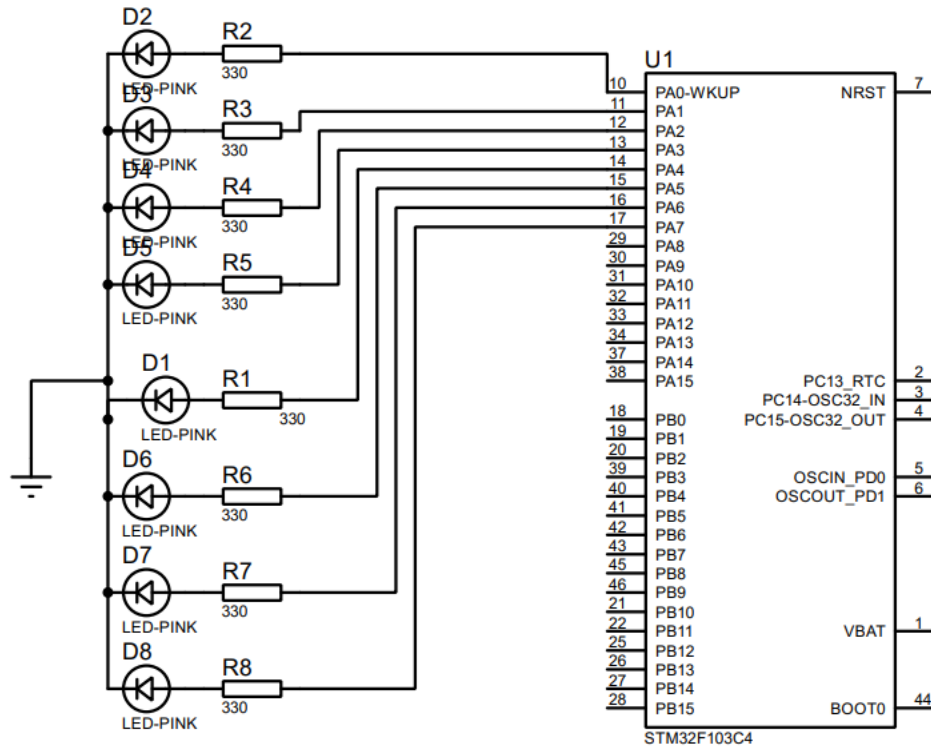 D2
R2
LED-PINK
330
D3
R3
LED-PINK
330
D4
R4
LED-PINK
330
D5
R5
LED-PINK
330
D1
R1
LED-PINK
330
D6
R6
LED-PINK
330
D7
R7
LED-PINK
330
D8
R8
LED-PINK
330
U1
10 PA0-WKUP NRST 7
11 PA1
12 PA2
13 PA3
14 PA4
15 PA5
16 PA6
17 PA7
29 PA8
30 PA9
31 PA10
32 PA11
33 PA12
34 PA13
37 PA14
38 PA15 PC13_RTC 2
PC14-OSC32_IN 3
18 PB0 PC15-OSC32_OUT 4
19 PB1
20 PB2
39 PB3 OSCIN_PD0 5
40 PB4 OSCOUT_PD1 6
41 PB5
42 PB6
43 PB7
45 PB8
46 PB9
21 PB10
22 PB11 VBAT 1
25 PB12
26 PB13
27 PB14
28 PB15 BOOT0 44
STM32F103C4